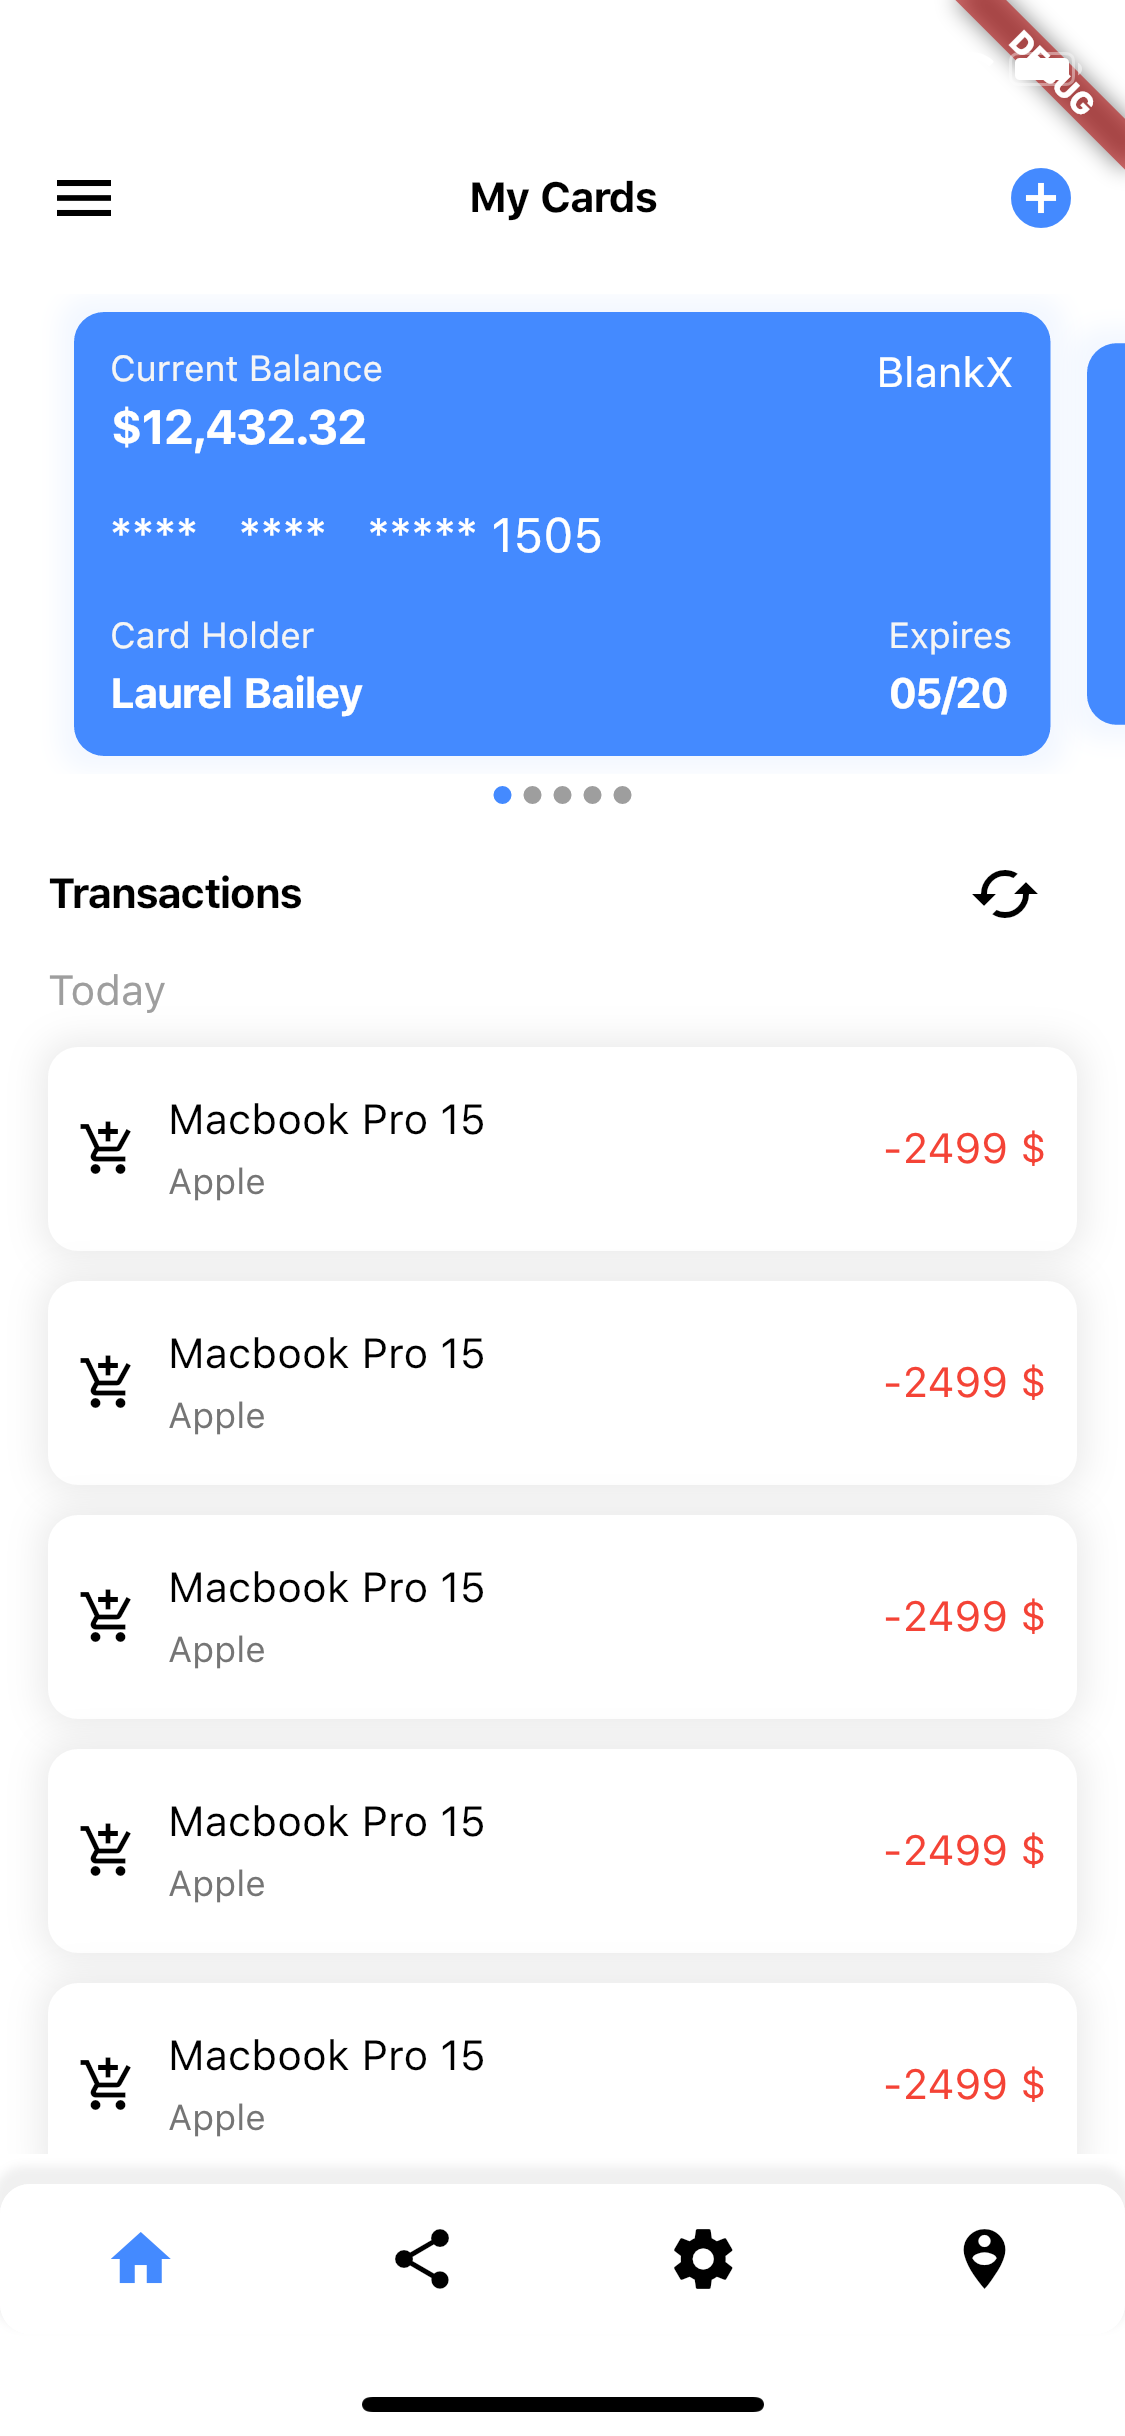 DEBUG
My Cards
Current Balance
BlankX
$12,432.32
**** **** ***** 1505
Card Holder
Expires
Laurel Bailey
05/20
Transactions
Today
Macbook Pro 15
-2499 $
Apple
Macbook Pro 15
-2499 $
Apple
Macbook Pro 15
-2499 $
Apple
Macbook Pro 15
-2499 $
Apple
Macbook Pro 15
-2499 $
Apple